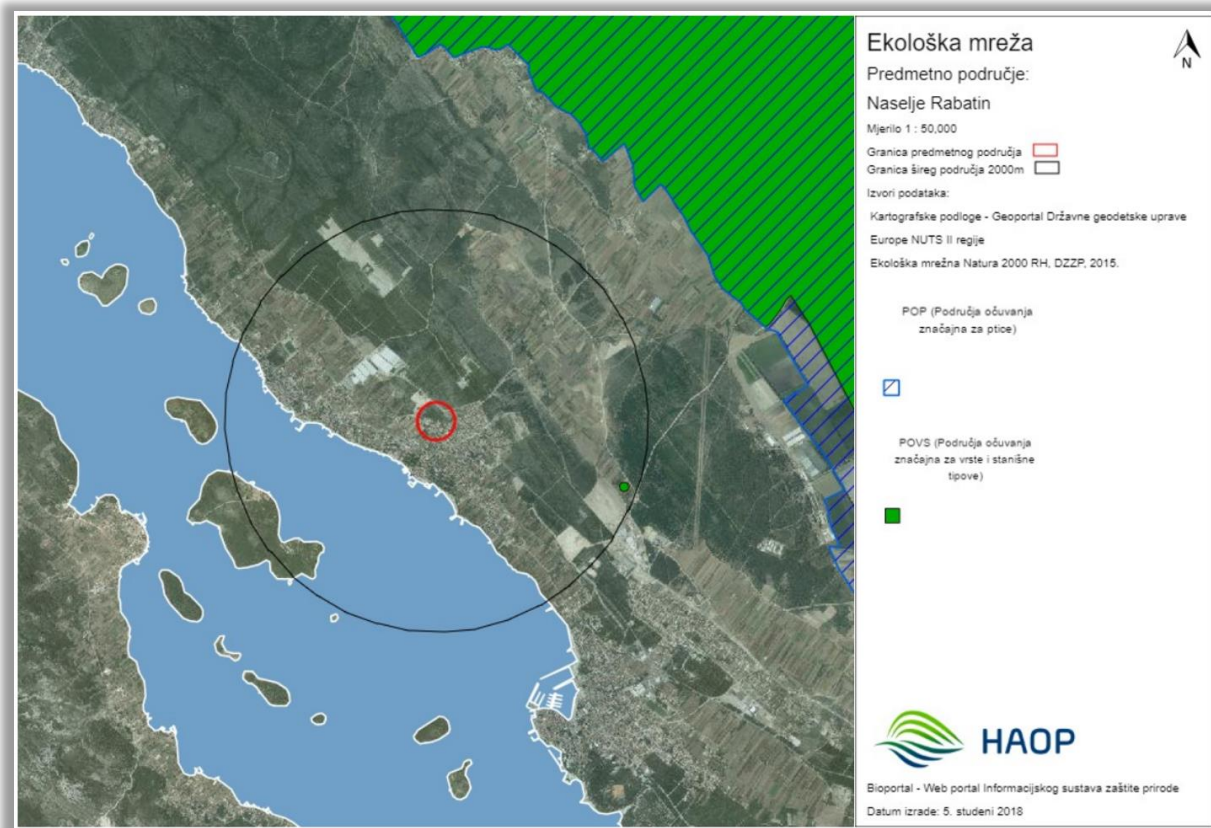 Ekološka mreža
N
Predmetno područje:
Naselje Rabatin
Mjerilo 1 : 50,000
Granica predmetnog područja
Granica šireg područja 2000m
Izvori podataka:
Kartografske podloge - Geoportal Državne geodetske uprave
Europe NUTS II regije
Ekološka mrežna Natura 2000 RH, DZZP, 2015.
POP (Područja očuvanja
značajna za ptice)
POVS (Područja očuvanja
značajna za vrste i stanišne
tipove)
HAOP
Bioportal - Web portal Informacijskog sustava zaštite prirode
Datum izrade: 5. studeni 2018